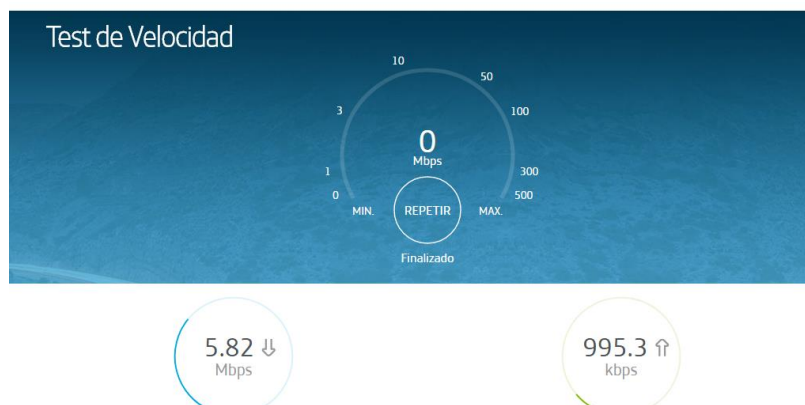 Test de Velocidad
10
50
3
100
0
Mbps
1
300
0
500
MIN.
REPETIR
MAX.
Finalizado
5.82
Mbps
995.3
kbps